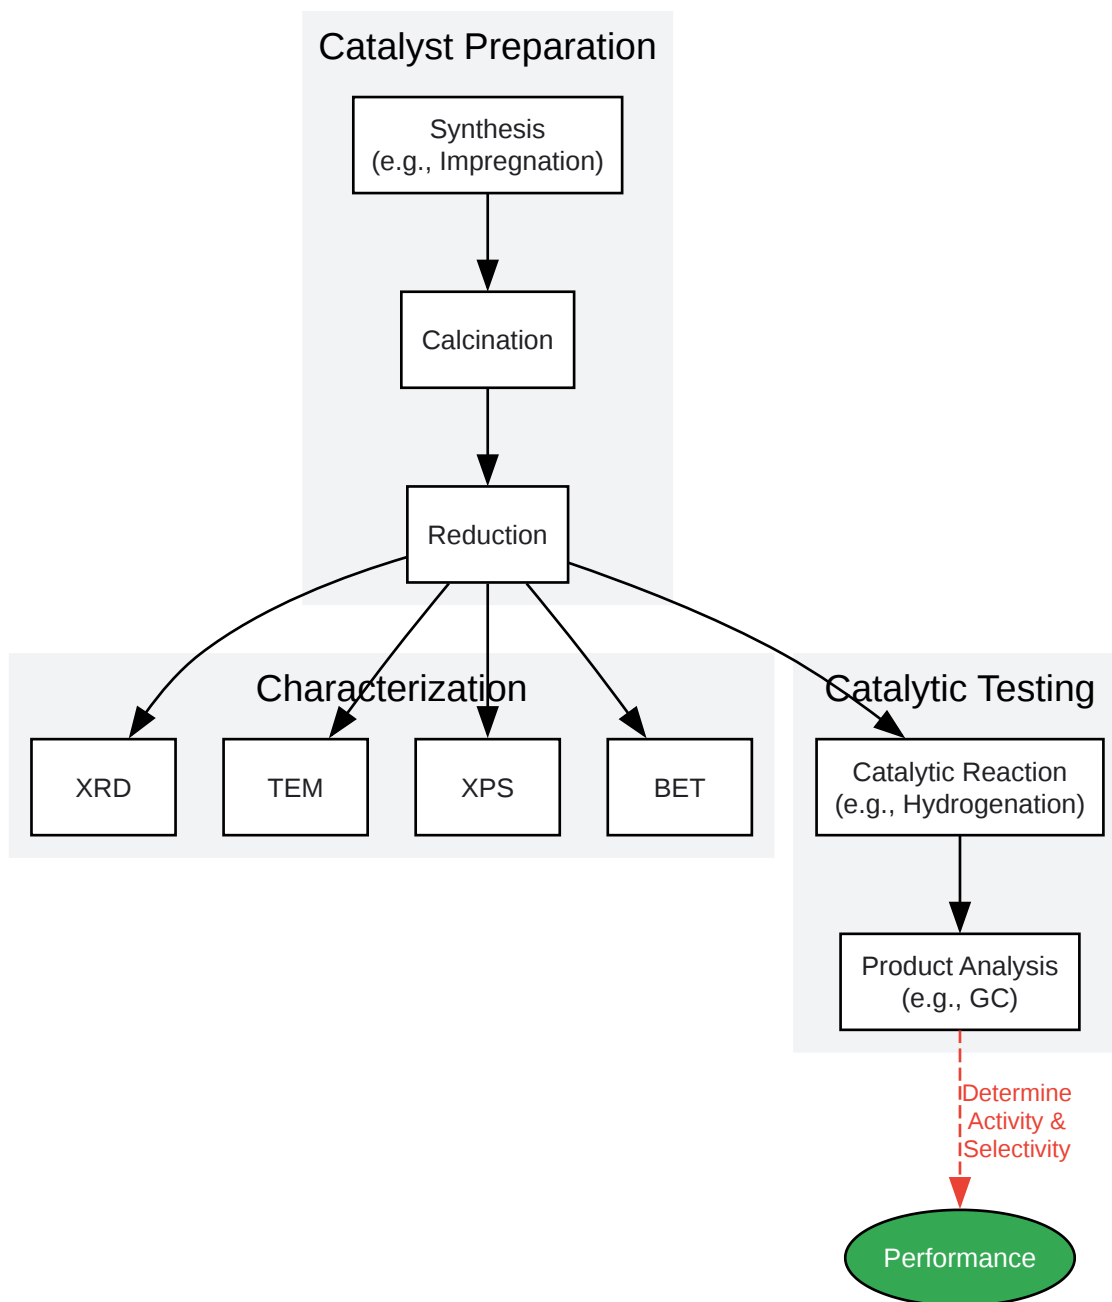 Catalyst Preparation
Synthesis
(e.g., Impregnation)
Calcination
Reduction
Characterization
XRD
TEM
XPS
BET
Catalytic Testing
Catalytic Reaction
(e.g., Hydrogenation)
Product Analysis
(e.g., GC)
Determine
Activity &
Selectivity
Performance